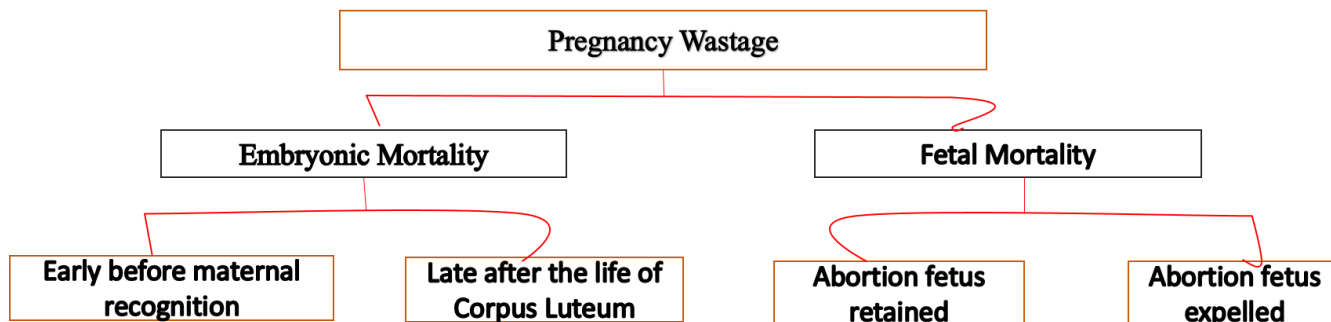 Pregnancy Wastage
Embryonic Mortality
Fetal Mortality
Early before maternal
recognition
Late after the life of
Corpus Luteum
Abortion fetus
retained
Abortion fetus
expelled